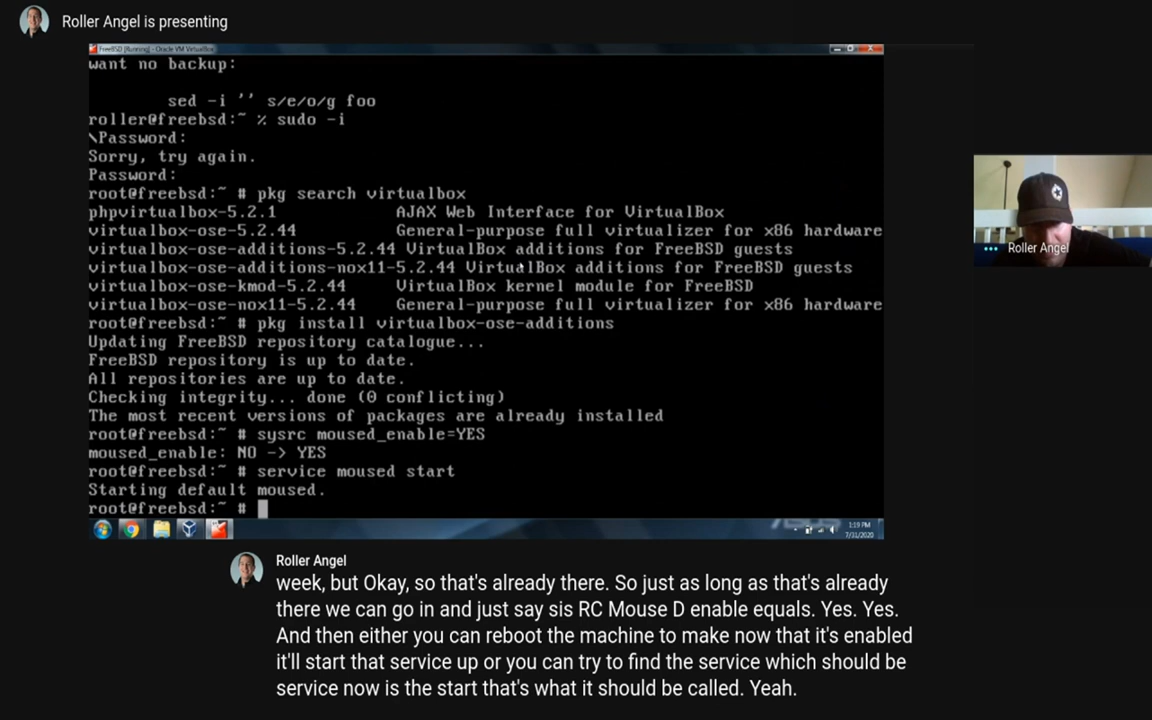 Roller Angel is presenting
FreeBSD [Running] - Oracle VM VirtualBox
want no backup:
sed -i '' s/e/o/g foo
roller@freebsd:~ % sudo -i
\Password:
Sorry, try again.
Password:
root@freebsd:~ # pkg search virtualbox
phpvirtualbox-5.2.1 AJAX Web Interface for VirtualBox
virtualbox-ose-5.2.44 General-purpose full virtualizer for x86 hardware
virtualbox-ose-additions-5.2.44 VirtualBox additions for FreeBSD guests
virtualbox-ose-additions-nox11-5.2.44 VirtualBox additions for FreeBSD guests
virtualbox-ose-kmod-5.2.44 VirtualBox kernel module for FreeBSD
virtualbox-ose-nox11-5.2.44 General-purpose full virtualizer for x86 hardware
root@freebsd:~ # pkg install virtualbox-ose-additions
Updating FreeBSD repository catalogue...
FreeBSD repository is up to date.
All repositories are up to date.
Checking integrity... done (0 conflicting)
The most recent versions of packages are already installed
root@freebsd:~ # sysrc moused_enable=YES
moused_enable: NO -> YES
root@freebsd:~ # service moused start
Starting default moused.
root@freebsd:~ #
1:19 PM
7/31/2020
Roller Angel
Roller Angel
week, but Okay, so that's already there. So just as long as that's already
there we can go in and just say sis RC Mouse D enable equals. Yes. Yes.
And then either you can reboot the machine to make now that it's enabled
it'll start that service up or you can try to find the service which should be
service now is the start that's what it should be called. Yeah.